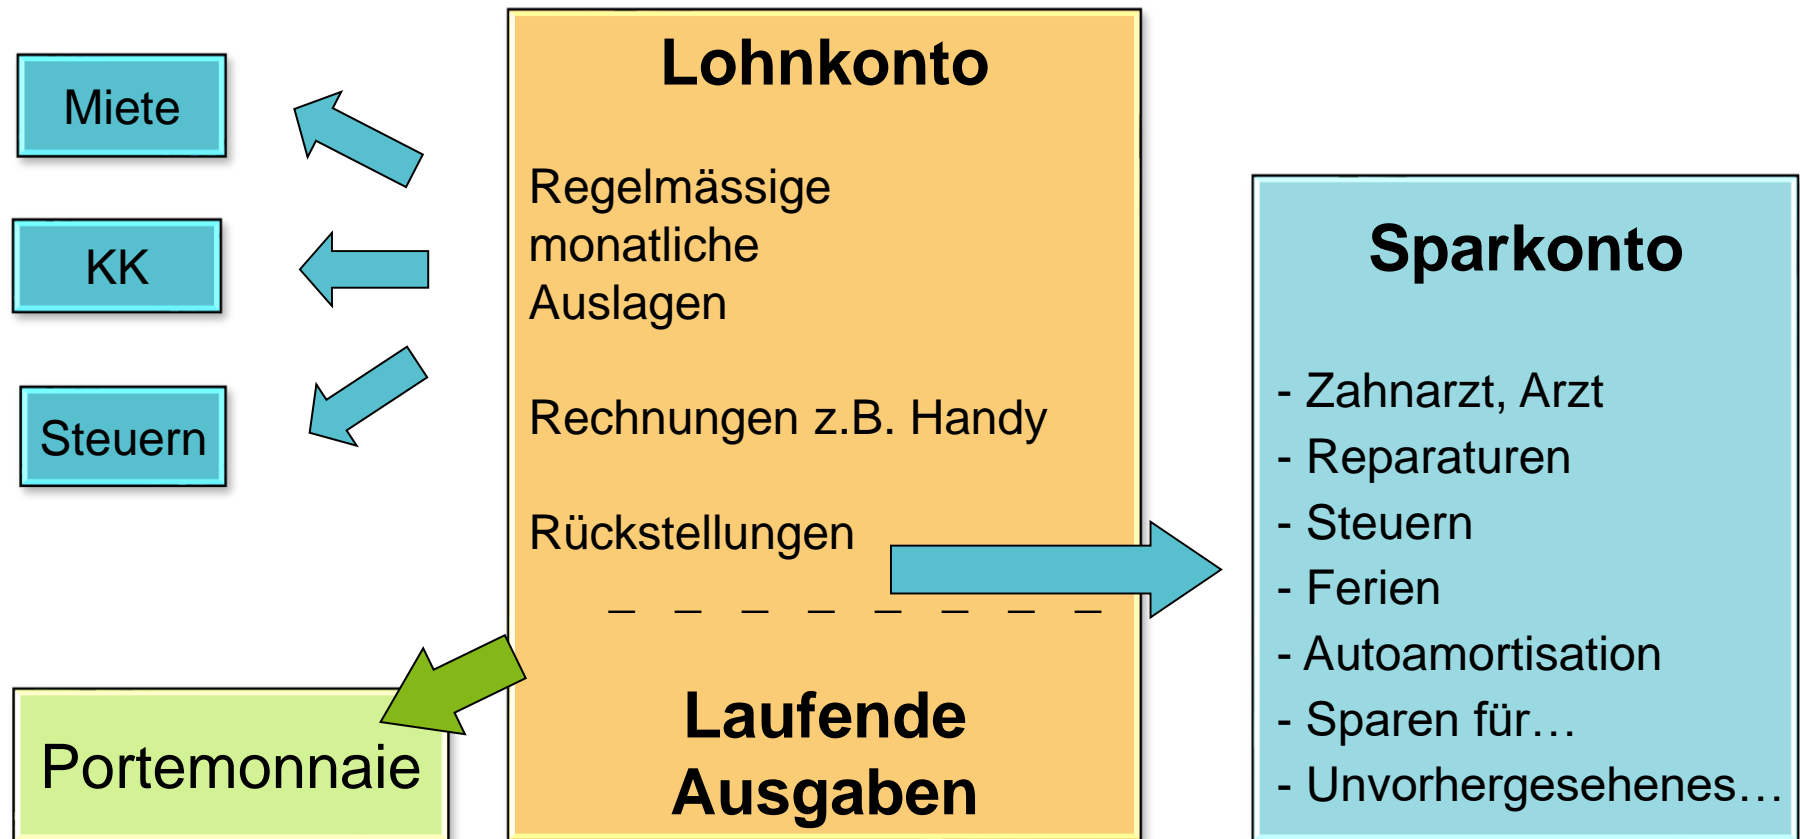 Miete
KK
Steuern
Portemonnaie
Lohnkonto
Regelmässige
monatliche
Auslagen
Rechnungen z.B. Handy
Rückstellungen
_ _ _ _ _ _ _ _
Laufende
Ausgaben
Sparkonto
- Zahnarzt, Arzt
- Reparaturen
- Steuern
- Ferien
- Autoamortisation
- Sparen für…
- Unvorhergesehenes…